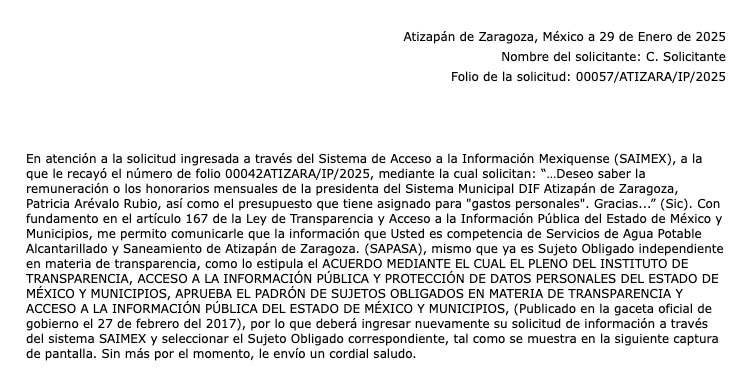 Atizapán de Zaragoza, México a 29 de Enero de 2025
Nombre del solicitante: C. Solicitante
Folio de la solicitud: 00057/ATIZARA/IP/2025
En atención a la solicitud ingresada a través del Sistema de Acceso a la Información Mexiquense (SAIMEX), a la
que le recayó el número de folio 00042ATIZARA/IP/2025, mediante la cual solicitan: “…Deseo saber la
remuneración o los honorarios mensuales de la presidenta del Sistema Municipal DIF Atizapán de Zaragoza,
Patricia Arévalo Rubio, así como el presupuesto que tiene asignado para "gastos personales". Gracias...” (Sic). Con
fundamento en el artículo 167 de la Ley de Transparencia y Acceso a la Información Pública del Estado de México y
Municipios, me permito comunicarle que la información que Usted es competencia de Servicios de Agua Potable
Alcantarillado y Saneamiento de Atizapán de Zaragoza. (SAPASA), mismo que ya es Sujeto Obligado independiente
en materia de transparencia, como lo estipula el ACUERDO MEDIANTE EL CUAL EL PLENO DEL INSTITUTO DE
TRANSPARENCIA, ACCESO A LA INFORMACIÓN PÚBLICA Y PROTECCIÓN DE DATOS PERSONALES DEL ESTADO DE
MÉXICO Y MUNICIPIOS, APRUEBA EL PADRÓN DE SUJETOS OBLIGADOS EN MATERIA DE TRANSPARENCIA Y
ACCESO A LA INFORMACIÓN PÚBLICA DEL ESTADO DE MÉXICO Y MUNICIPIOS, (Publicado en la gaceta oficial de
gobierno el 27 de febrero del 2017), por lo que deberá ingresar nuevamente su solicitud de información a través
del sistema SAIMEX y seleccionar el Sujeto Obligado correspondiente, tal como se muestra en la siguiente captura
de pantalla. Sin más por el momento, le envío un cordial saludo.